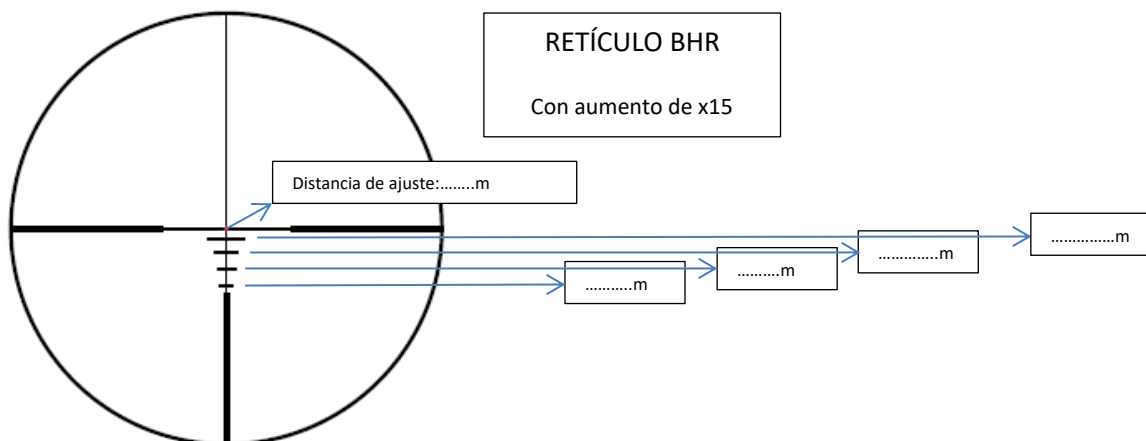 RETÍCULO BHR
Con aumento de x15
Distancia de ajuste:........m
...............m
..............m
..........m
...........m